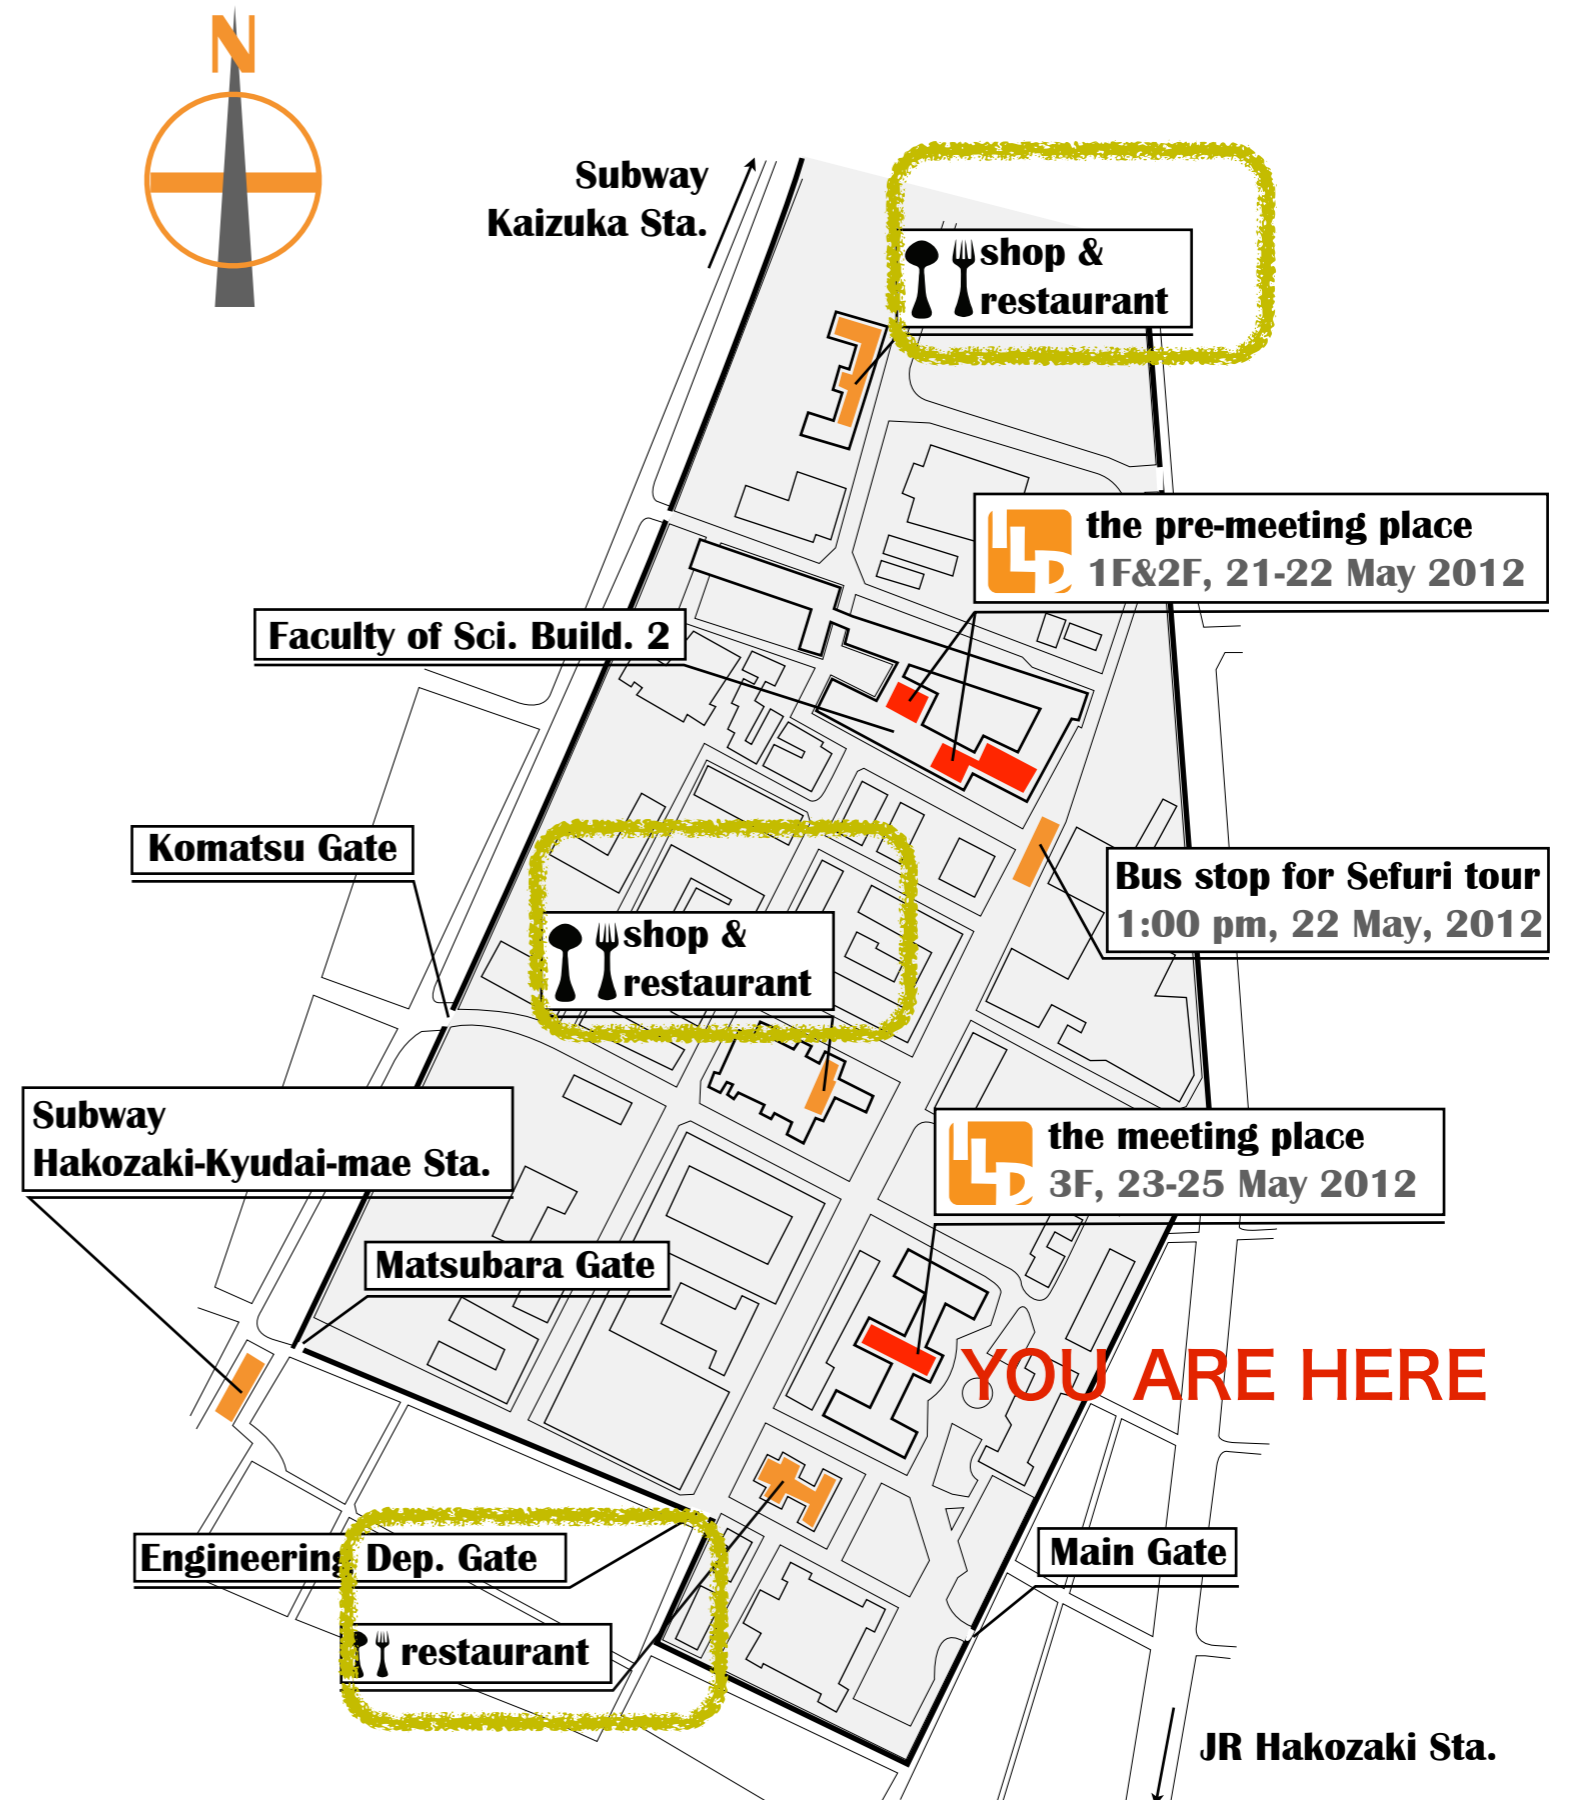 N
Subway
Kaizuka Sta.
shop &
restaurant
ILD
the pre-meeting place
1F&2F, 21-22 May 2012
Faculty of Sci. Build. 2
Komatsu Gate
Bus stop for Sefuri tour
1:00 pm, 22 May, 2012
shop &
restaurant
Subway
Hakozaki-Kyudai-mae Sta.
ILD
the meeting place
3F, 23-25 May 2012
Matsubara Gate
YOU ARE HERE
Engineering Dep. Gate
Main Gate
restaurant
JR Hakozaki Sta.